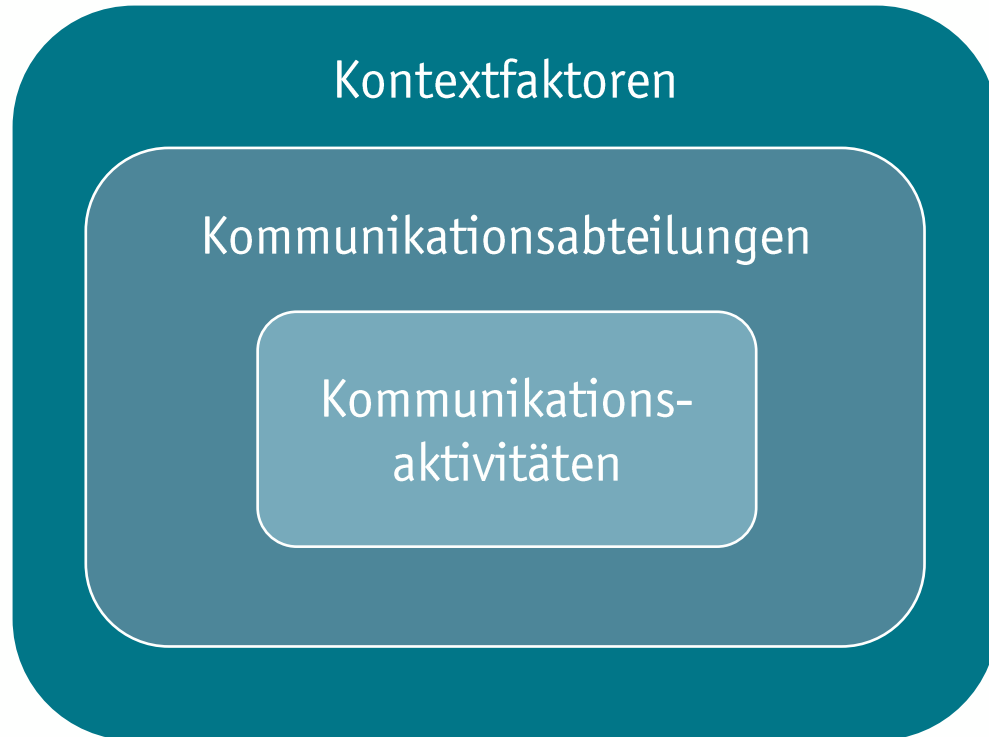 Kontextfaktoren
Kommunikationsabteilungen
Kommunikations-
aktivitäten